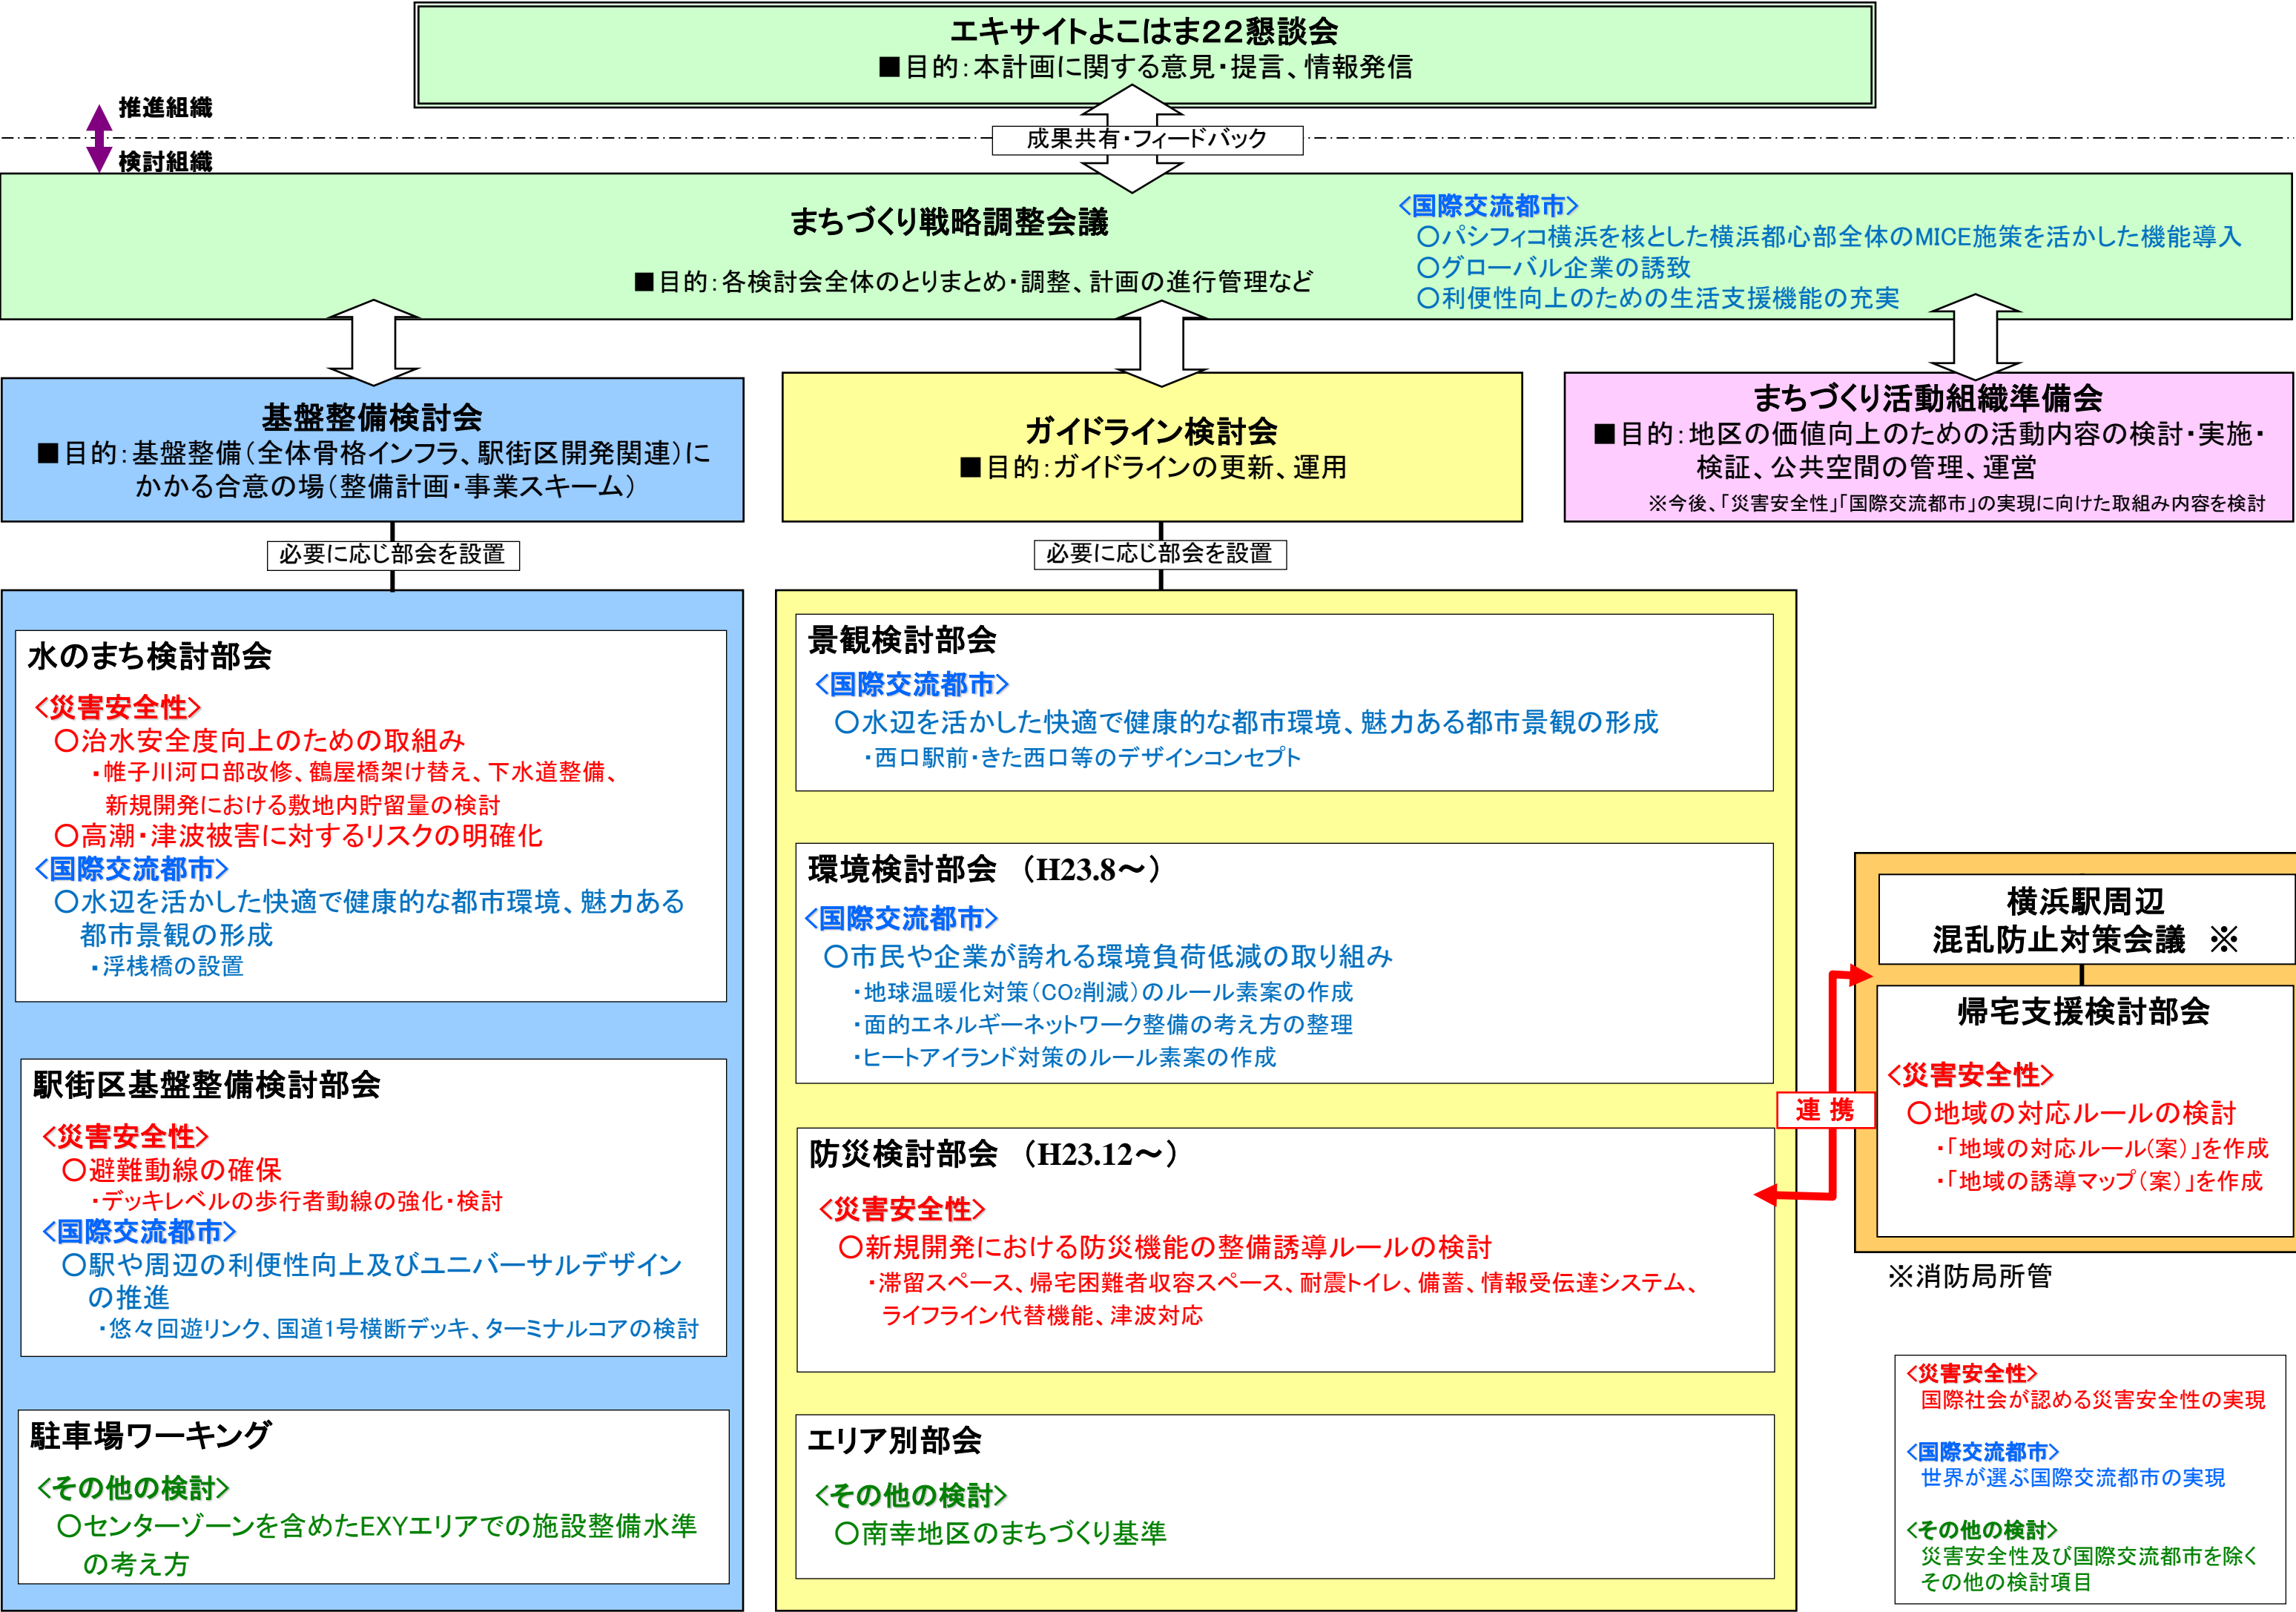 エキサイトよこはま22懇談会
■目的：本計画に関する意見・提言、情報発信
推進組織
成果共有・フィードバック
検討組織
まちづくり戦略調整会議
■目的：各検討会全体のとりまとめ・調整、計画の進行管理など
<国際交流都市>
○パシフィコ横浜を核とした横浜都心部全体のMICE施策を活かした機能導入
○グローバル企業の誘致
○利便性向上のための生活支援機能の充実
基盤整備検討会
■目的：基盤整備（全体骨格インフラ、駅街区開発関連）に
かかる合意の場（整備計画・事業スキーム）
ガイドライン検討会
■目的：ガイドラインの更新、運用
まちづくり活動組織準備会
■目的：地区の価値向上のための活動内容の検討・実施・
検証、公共空間の管理、運営
※今後、「災害安全性」「国際交流都市」の実現に向けた取組み内容を検討
必要に応じ部会を設置
必要に応じ部会を設置
水のまち検討部会
<災害安全性>
○治水安全度向上のための取組み
・帷子川河口部改修、鶴屋橋架け替え、下水道整備、
新規開発における敷地内貯留量の検討
○高潮・津波被害に対するリスクの明確化
<国際交流都市>
○水辺を活かした快適で健康的な都市環境、魅力ある
都市景観の形成
・浮桟橋の設置
駅街区基盤整備検討部会
<災害安全性>
○避難動線の確保
・デッキレベルの歩行者動線の強化・検討
<国際交流都市>
○駅や周辺の利便性向上及びユニバーサルデザイン
の推進
・悠々回遊リンク、国道1号横断デッキ、ターミナルコアの検討
駐車場ワーキング
<その他の検討>
○センターゾーンを含めたEXYエリアでの施設整備水準
の考え方
景観検討部会
<国際交流都市>
○水辺を活かした快適で健康的な都市環境、魅力ある都市景観の形成
・西口駅前・きた西口等のデザインコンセプト
環境検討部会 （H23.8～）
<国際交流都市>
○市民や企業が誇れる環境負荷低減の取り組み
・地球温暖化対策（CO₂削減）のルール素案の作成
・面的エネルギーネットワーク整備の考え方の整理
・ヒートアイランド対策のルール素案の作成
防災検討部会 （H23.12～）
<災害安全性>
○新規開発における防災機能の整備誘導ルールの検討
・滞留スペース、帰宅困難者収容スペース、耐震トイレ、備蓄、情報受伝達システム、
ライフライン代替機能、津波対応
エリア別部会
<その他の検討>
○南幸地区のまちづくり基準
連 携
横浜駅周辺
混乱防止対策会議 ※
帰宅支援検討部会
<災害安全性>
○地域の対応ルールの検討
・「地域の対応ルール(案)」を作成
・「地域の誘導マップ（案）」を作成
※消防局所管
<災害安全性>
国際社会が認める災害安全性の実現
<国際交流都市>
世界が選ぶ国際交流都市の実現
<その他の検討>
災害安全性及び国際交流都市を除く
その他の検討項目